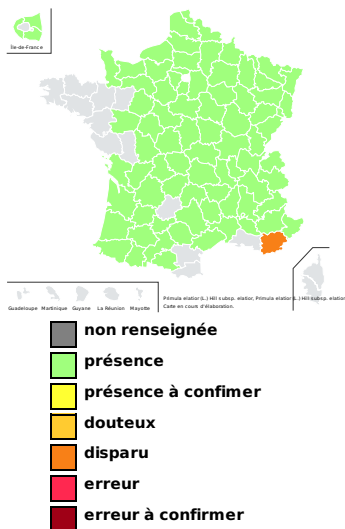 Île-de-France
Guadeloupe Martinique Guyane La Réunion Mayotte
Primula elatior (L.) Hill subsp. elatior, Primula elatior (L.) Hill subsp. elatior
Carte en cours d'élaboration.
non renseignée
présence
présence à confimer
douteux
disparu
erreur
erreur à confirmer